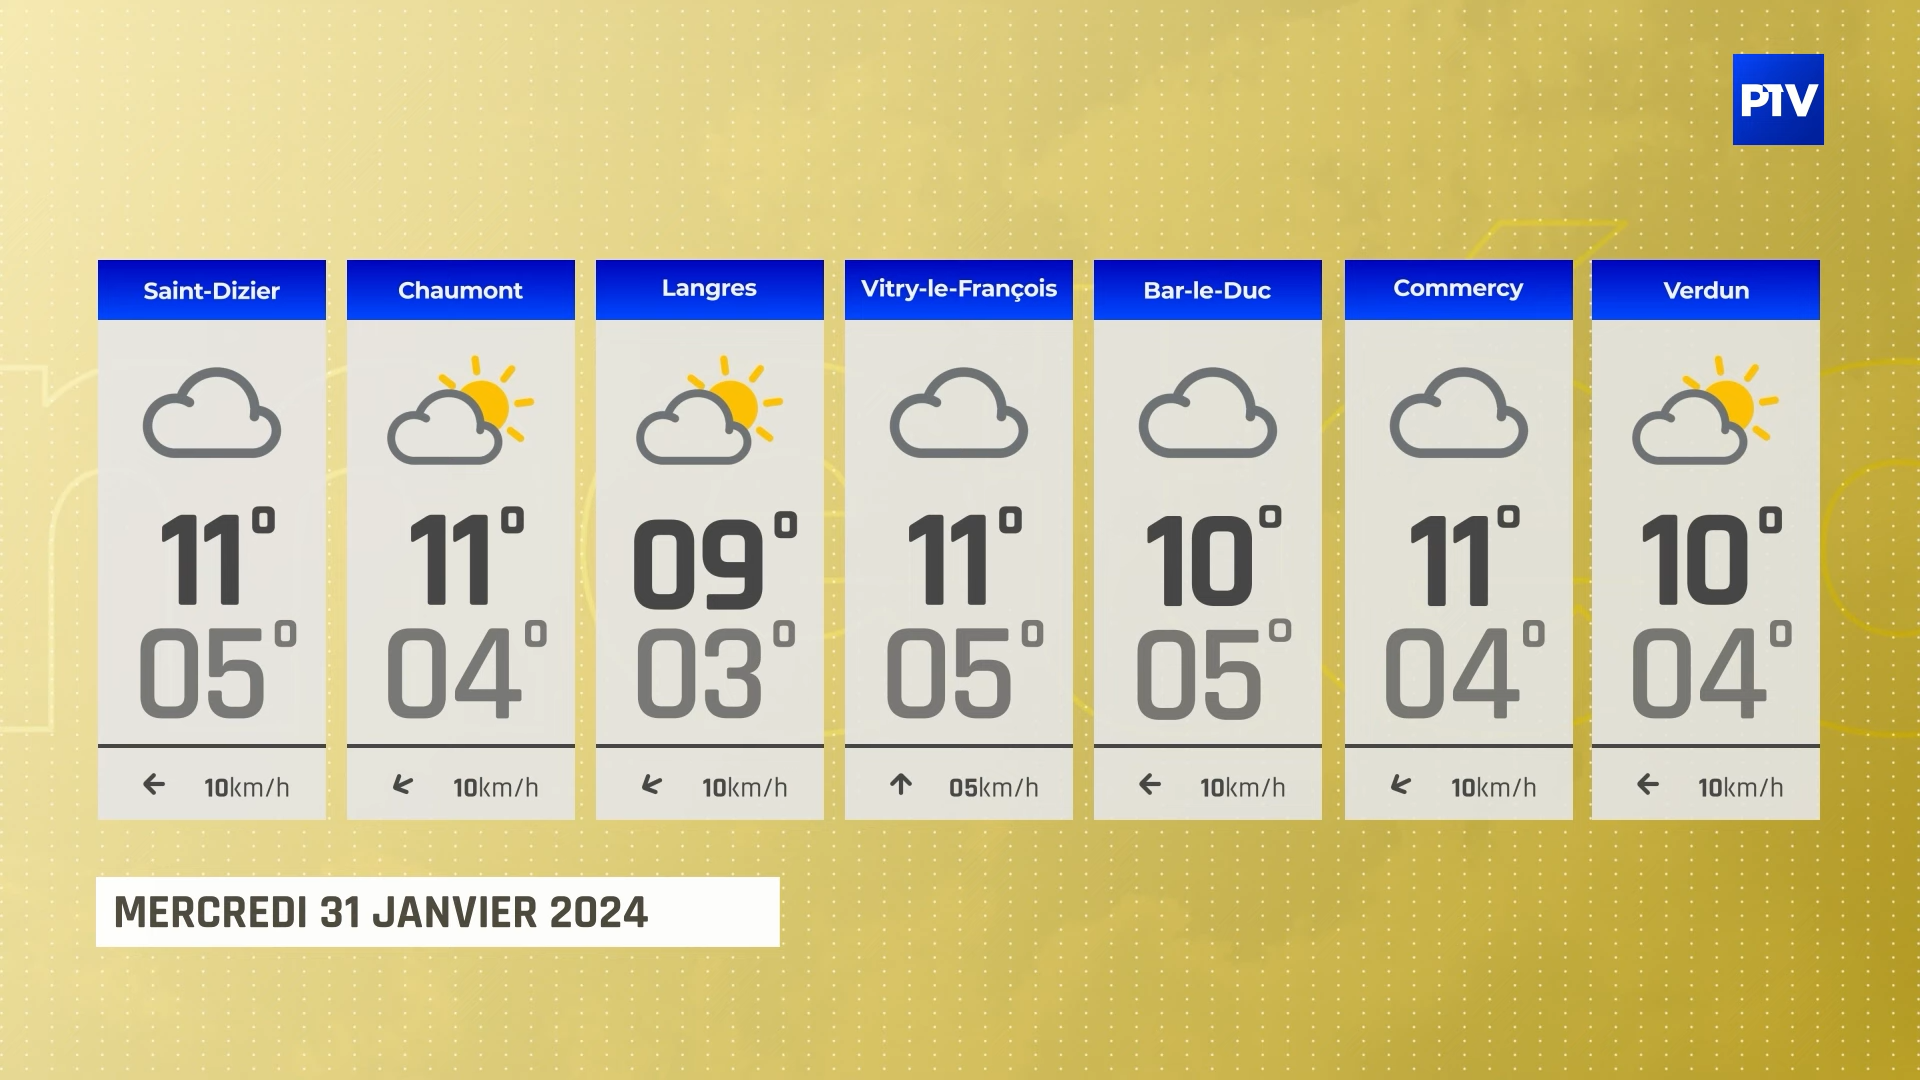 PTV
Saint-Dizier
11°
05°
10km/h
Chaumont
11°
04°
10km/h
Langres
09°
03°
10km/h
Vitry-le-François
11°
05°
05km/h
Bar-le-Duc
10°
05°
10km/h
Commercy
11°
04°
10km/h
Verdun
10°
04°
10km/h
MERCREDI 31 JANVIER 2024